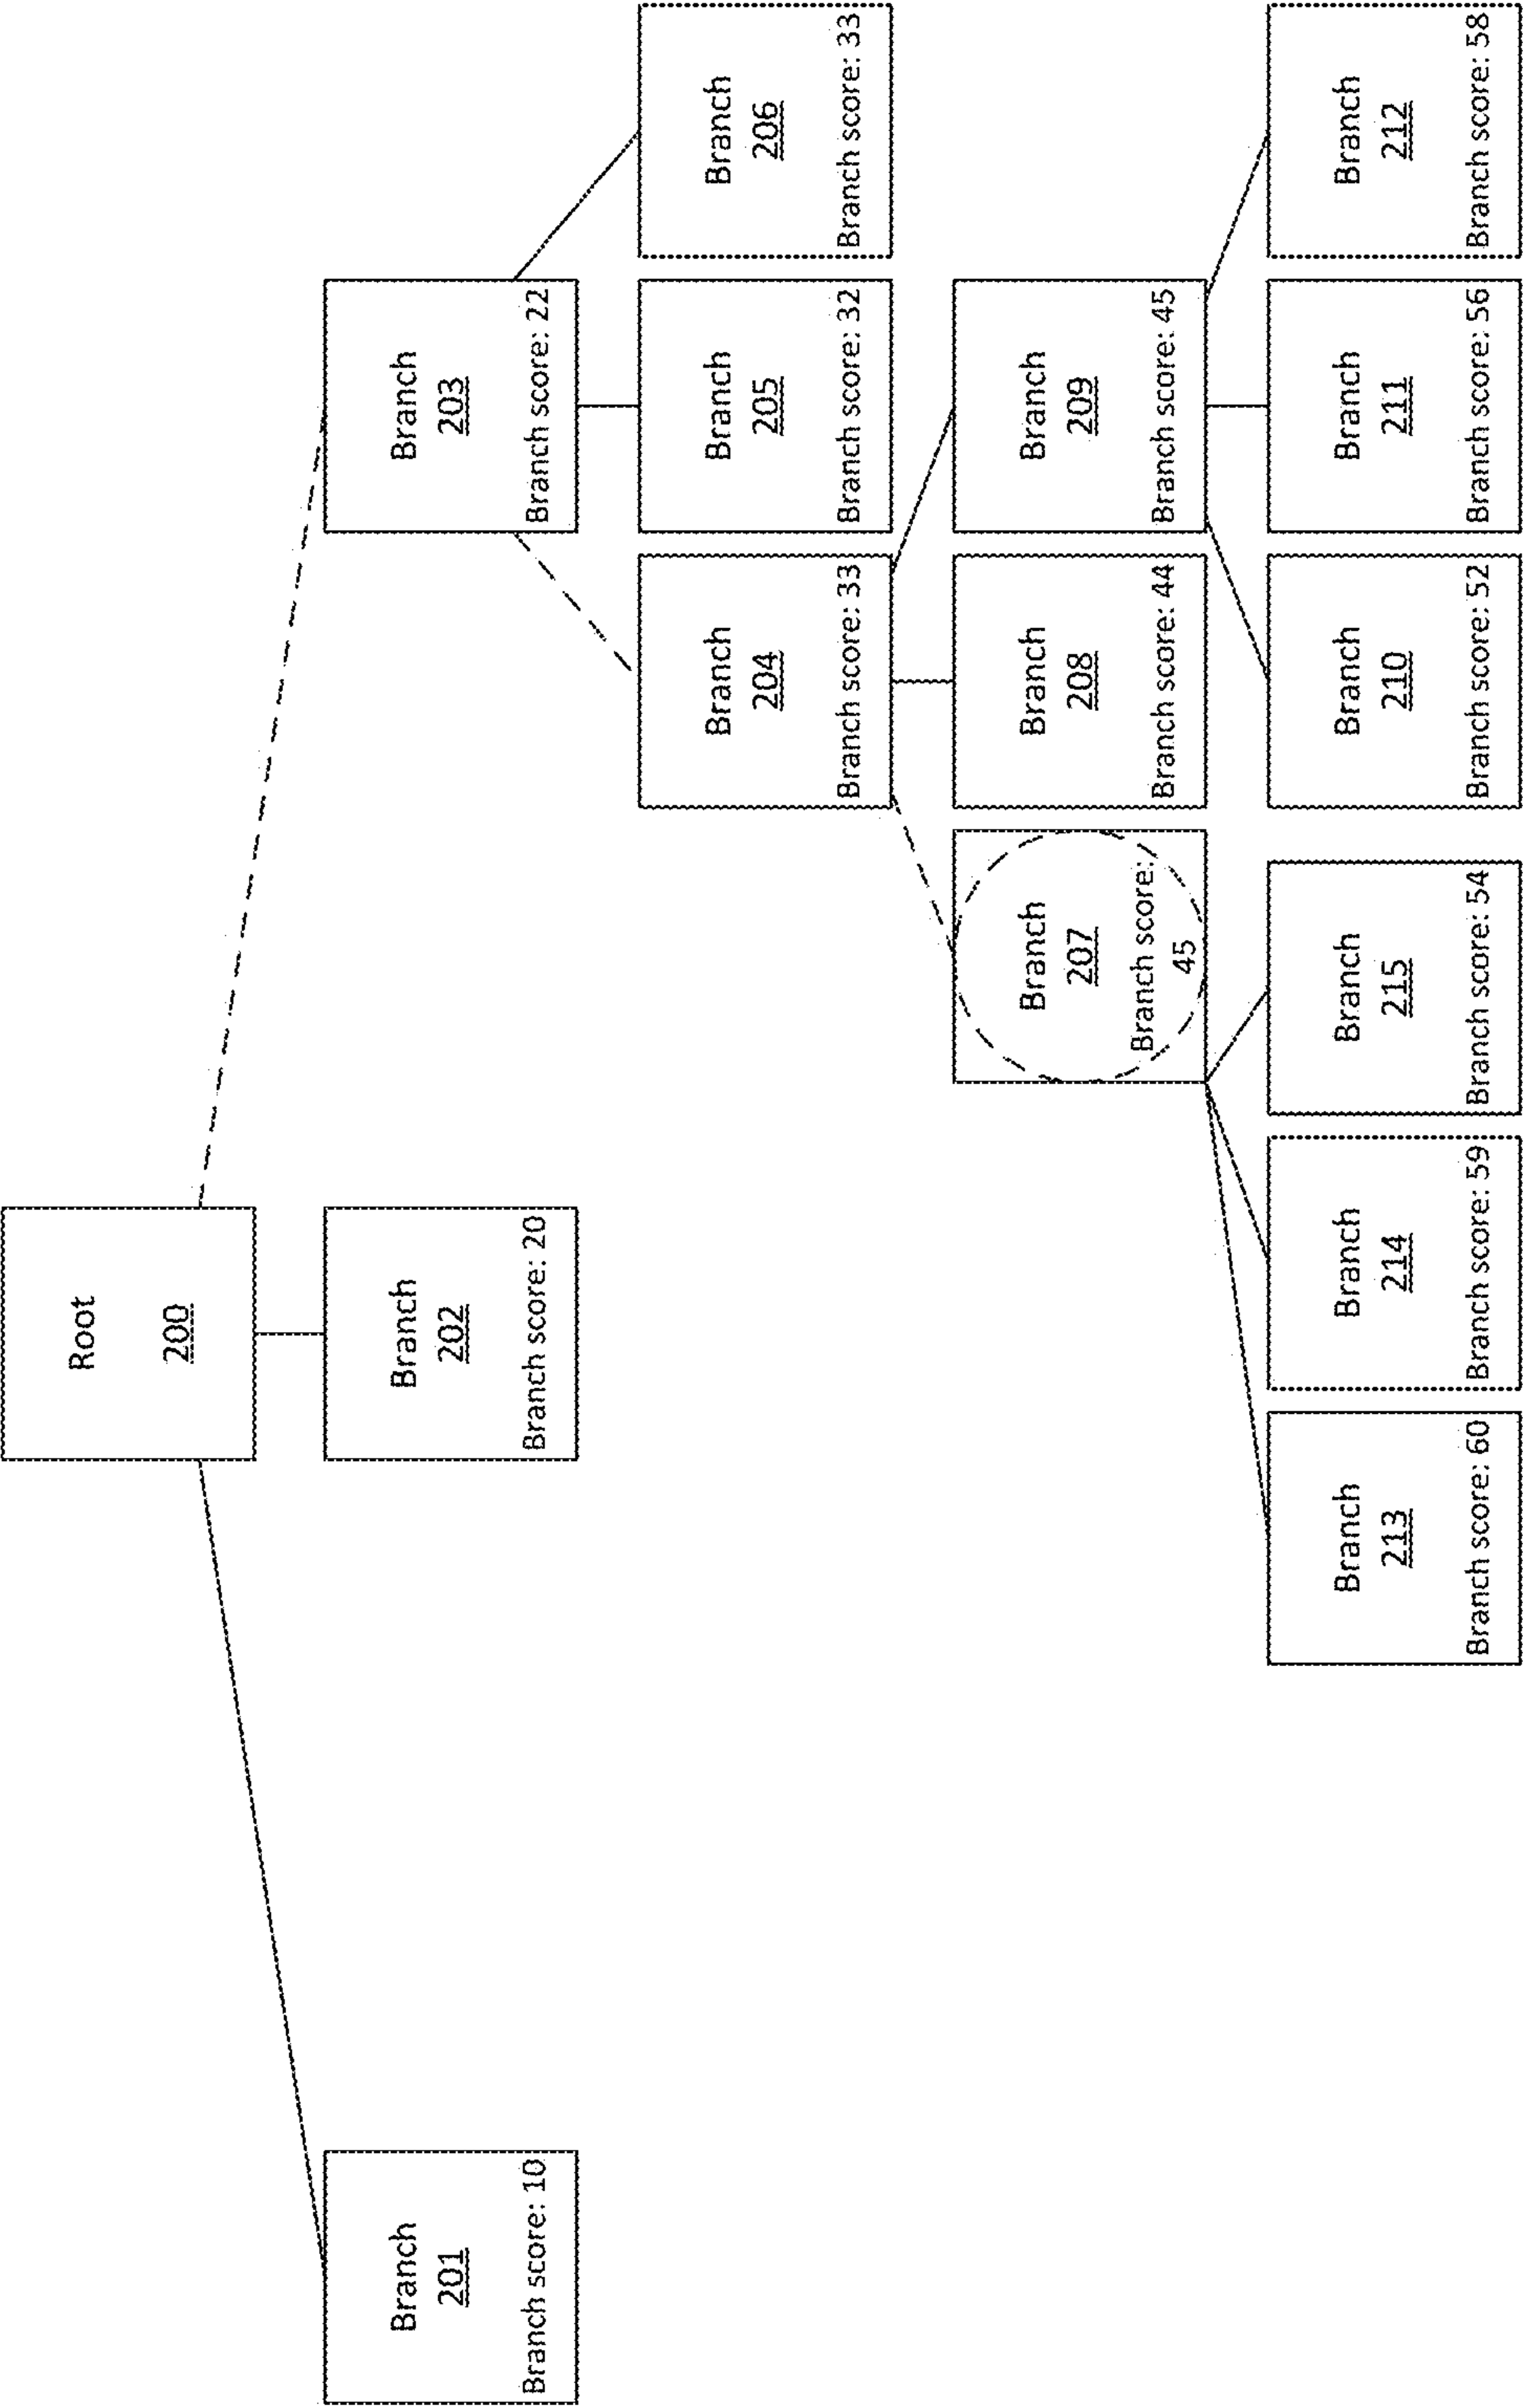 Root
200
Branch
201
Branch score: 10
Branch
202
Branch score: 20
Branch
203
Branch score: 22
Branch
204
Branch score: 33
Branch
205
Branch score: 32
Branch
206
Branch score: 33
Branch
207
Branch score:
45
Branch
208
Branch score: 44
Branch
209
Branch score: 45
Branch
213
Branch score: 60
Branch
214
Branch score: 59
Branch
215
Branch score: 54
Branch
210
Branch score: 52
Branch
211
Branch score: 56
Branch
212
Branch score: 58